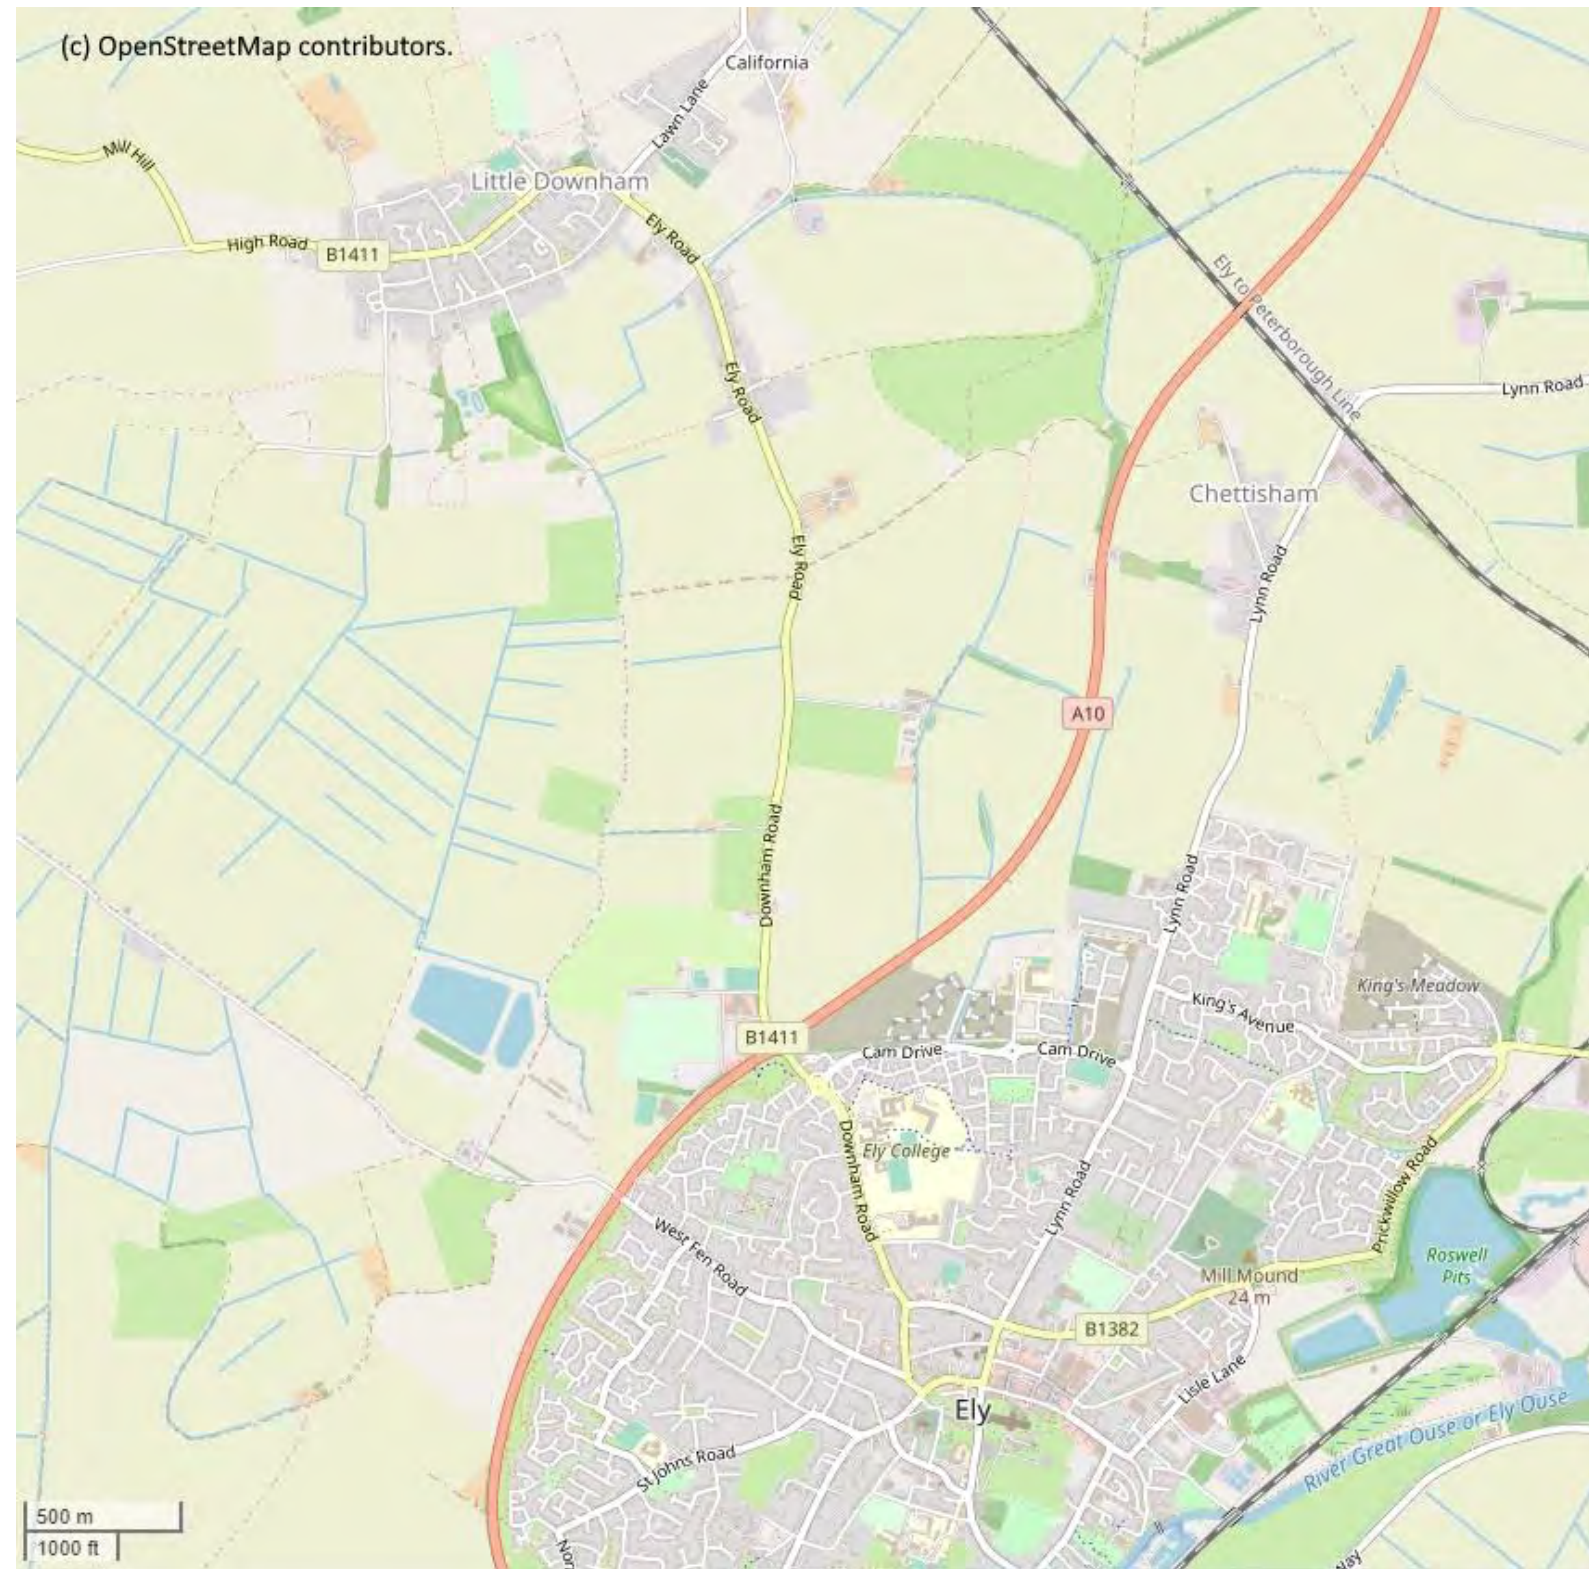 (c) OpenStreetMap contributors.
California
Lawn Lane
Mill Hill
Little Downham
Ely Road
High Road
B1411
Ely to Peterborough Line
Ely Road
Lynn Road
Chettisham
Ely Road
Lynn Road
A10
Downham Road
Lynn Road
King's Meadow
King's Avenue
B1411
Cam Drive
Cam Drive
Ely College
Downham Road
Prickwillow Road
Lynn Road
West Fen Road
Roswell
Pits
Mill Mound
24 m
B1382
Lisle Lane
Ely
River Great Ouse or Ely Ouse
St Johns Road
500 m
1000 ft
Non
Way